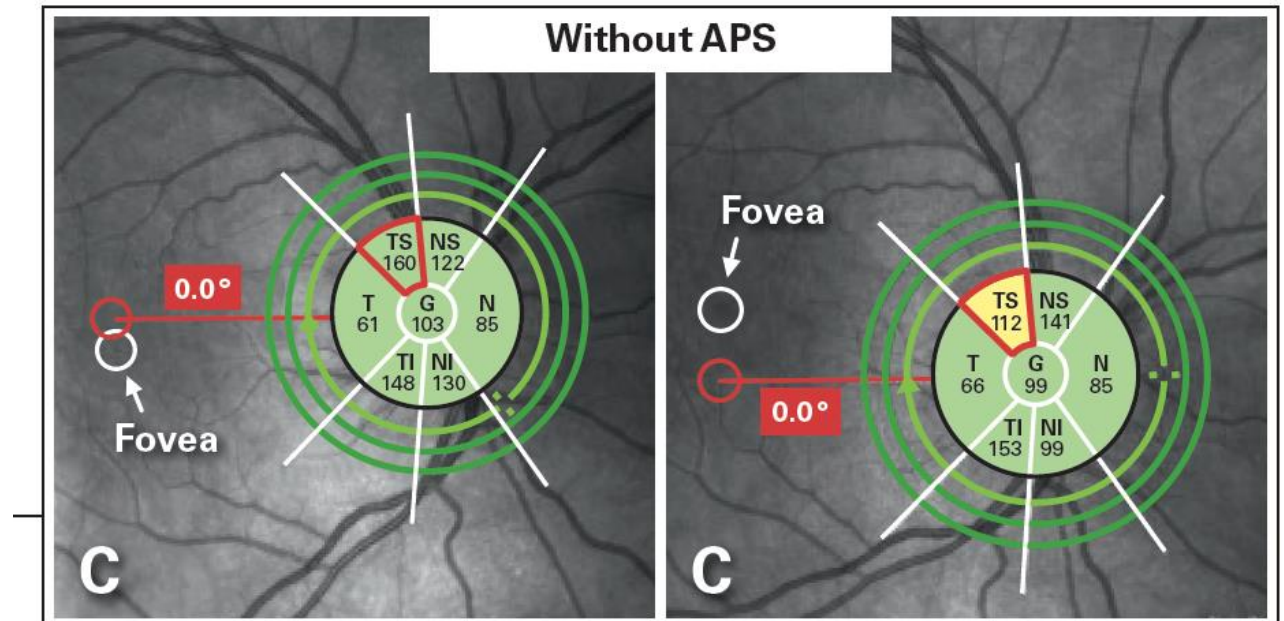 Without APS
TS NS
160 122
0.0°
T G N
61 103 85
TI NI
148 130
Fovea
C
Fovea
TS NS
112 141
T G N
66 99 85
0.0°
TI NI
153 99
C